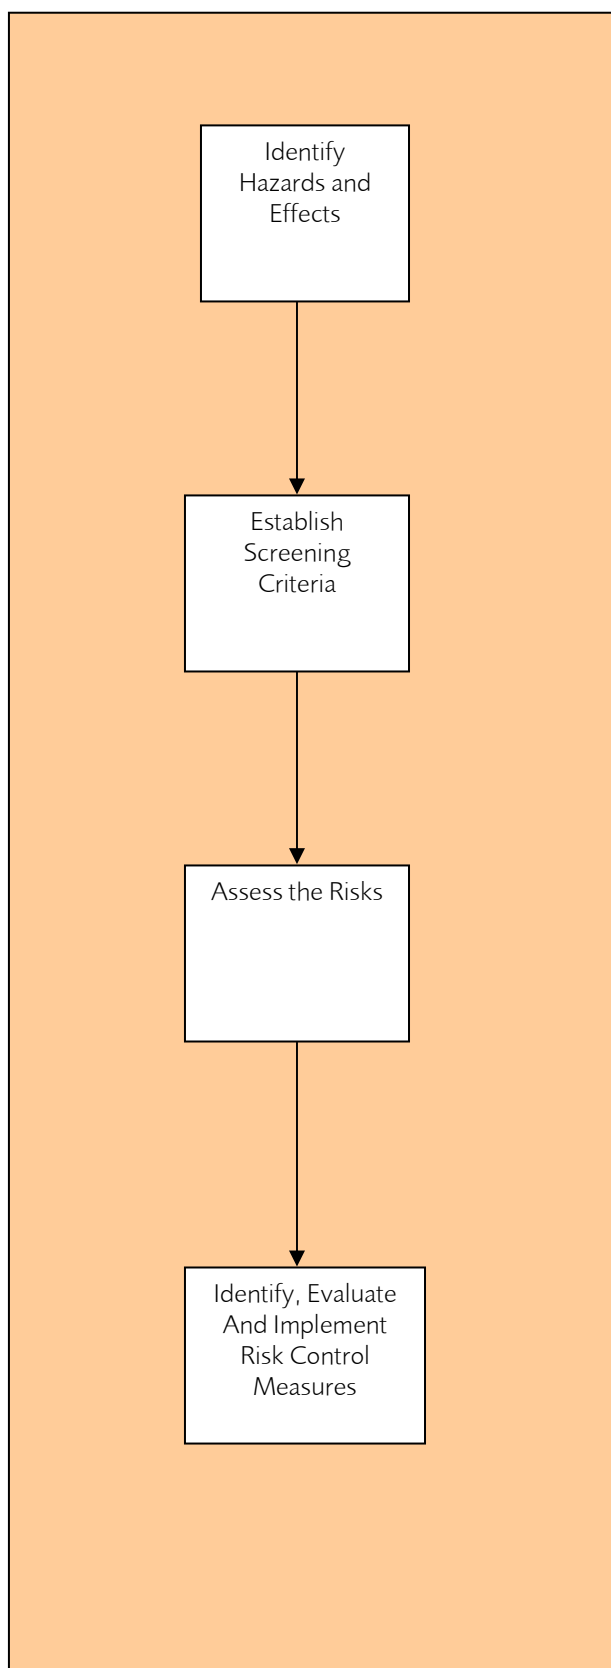 Identify
Hazards and
Effects
Establish
Screening
Criteria
Assess the Risks
Identify, Evaluate
And Implement
Risk Control
Measures